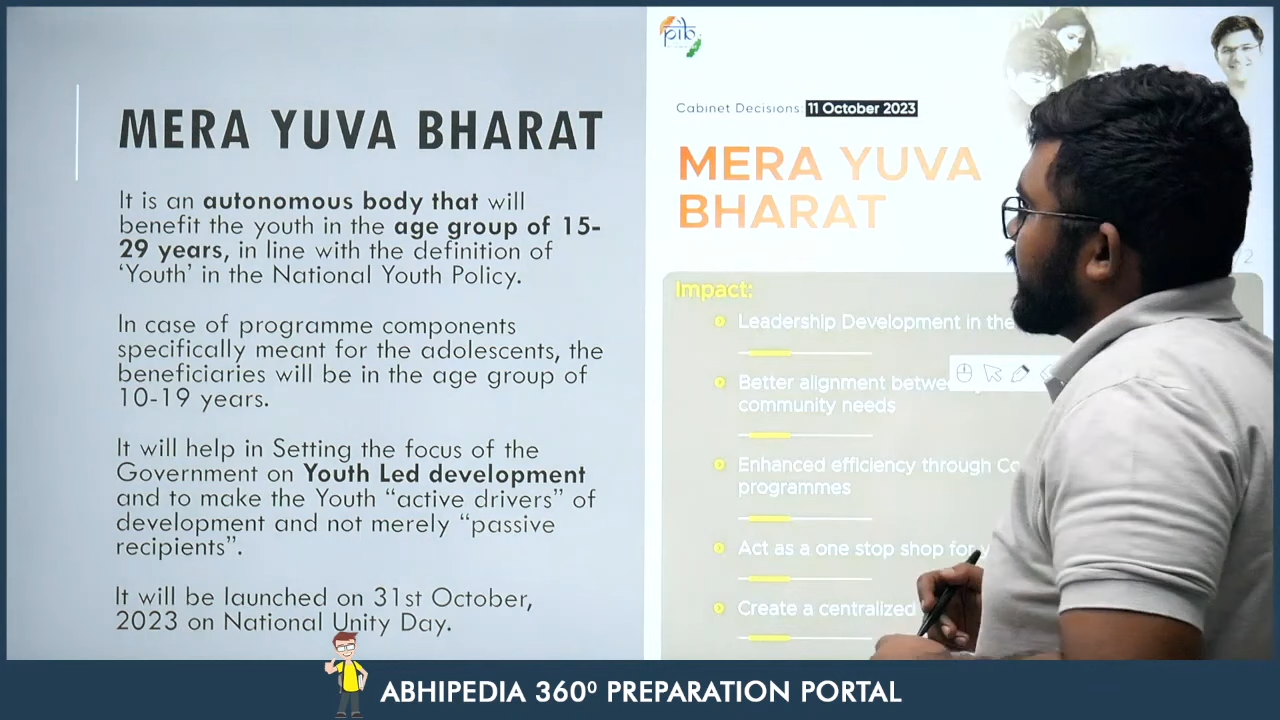 MERA YUVA BHARAT
It is an autonomous body that will
benefit the youth in the age group of 15-
29 years, in line with the definition of
‘Youth’ in the National Youth Policy.
In case of programme components
specifically meant for the adolescents, the
beneficiaries will be in the age group of
10-19 years.
It will help in Setting the focus of the
Government on Youth Led development
and to make the Youth “active drivers” of
development and not merely “passive
recipients”.
It will be launched on 31st October,
2023 on National Unity Day.
pib
Cabinet Decisions: 11 October 2023
MERA YUVA
BHARAT
/2
Impact:
Leadership Development in the
Better alignment
community needs
Enhanced efficiency through
programmes
Act as a one stop shop for
Create a centralized
ABHIPEDIA 360⁰ PREPARATION PORTAL